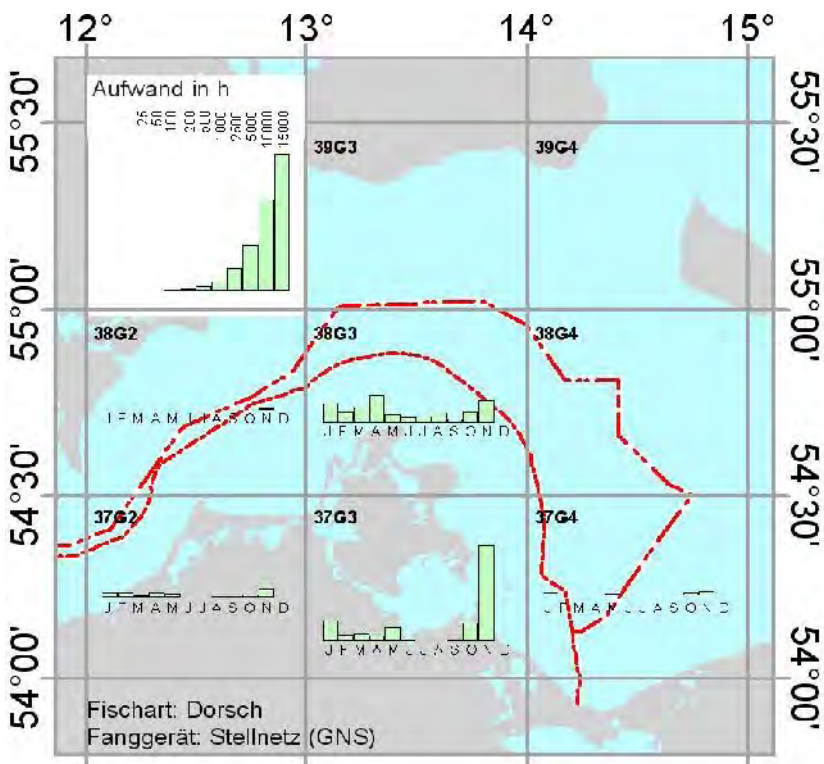 12° 13° 14° 15°
Aufwand in h
25 50 100 200 500 1000 2500 5000 10000 15000
55°30' 55°30'
39G3 39G4
55°00' 55°00'
38G2 38G3 38G4
J F M A M J J A S O N D
J F M A M J J A S O N D
54°30' 54°30'
37G2 37G3 37G4
J F M A M J J A S O N D
J F M A M J J A S O N D
J F M A M J J A S O N D
54°00' 54°00'
Fischart: Dorsch
Fanggerät: Stellnetz (GNS)